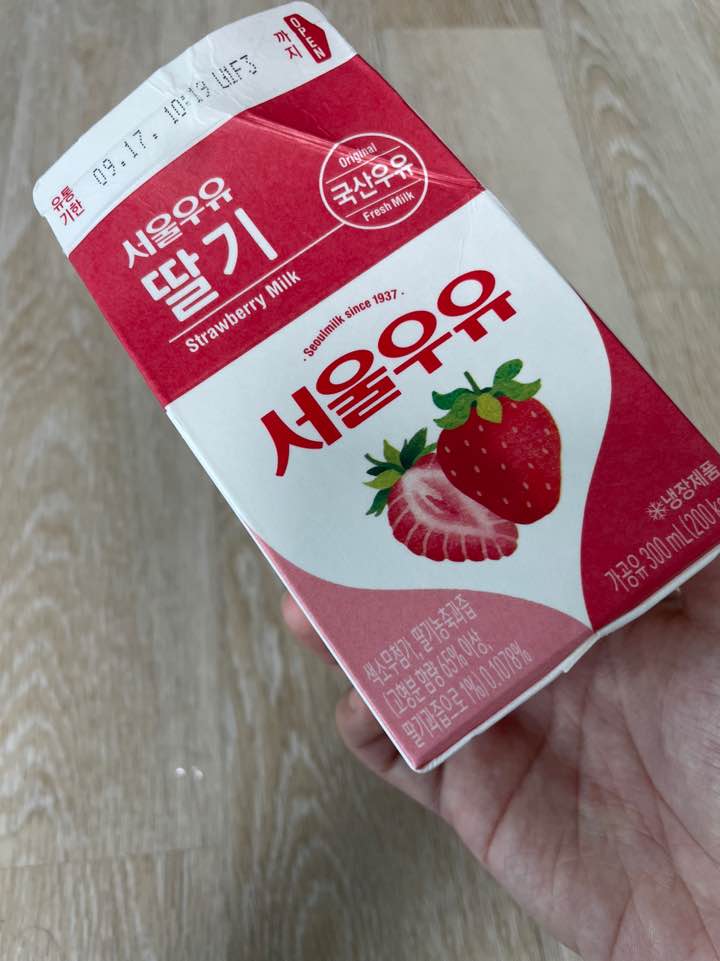 OPEN
까지
유통
기한
09.17. 10:19 UF3
서울우유
딸기
Strawberry Milk
Original
국산우유
Fresh Milk
· Seoulmilk since 1937 ·
서울우유
냉장제품
가공유 300 mL (200 k
색소무첨가, 딸기농축과즙
(고형분 함량 65% 이상,
딸기과즙으로 1%) 0.1078%